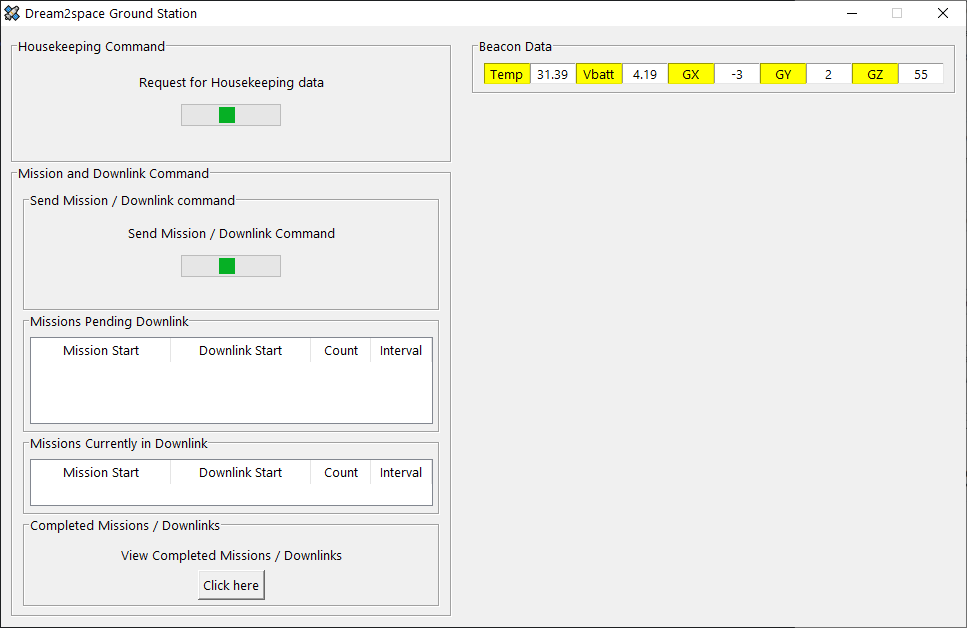 Dream2space Ground Station
Housekeeping Command
Request for Housekeeping data
Mission and Downlink Command
Send Mission / Downlink command
Send Mission / Downlink Command
Missions Pending Downlink
Mission Start Downlink Start Count Interval
Missions Currently in Downlink
Mission Start Downlink Start Count Interval
Completed Missions / Downlinks
View Completed Missions / Downlinks
Click here
Beacon Data
Temp 31.39 Vbatt 4.19 GX -3 GY 2 GZ 55